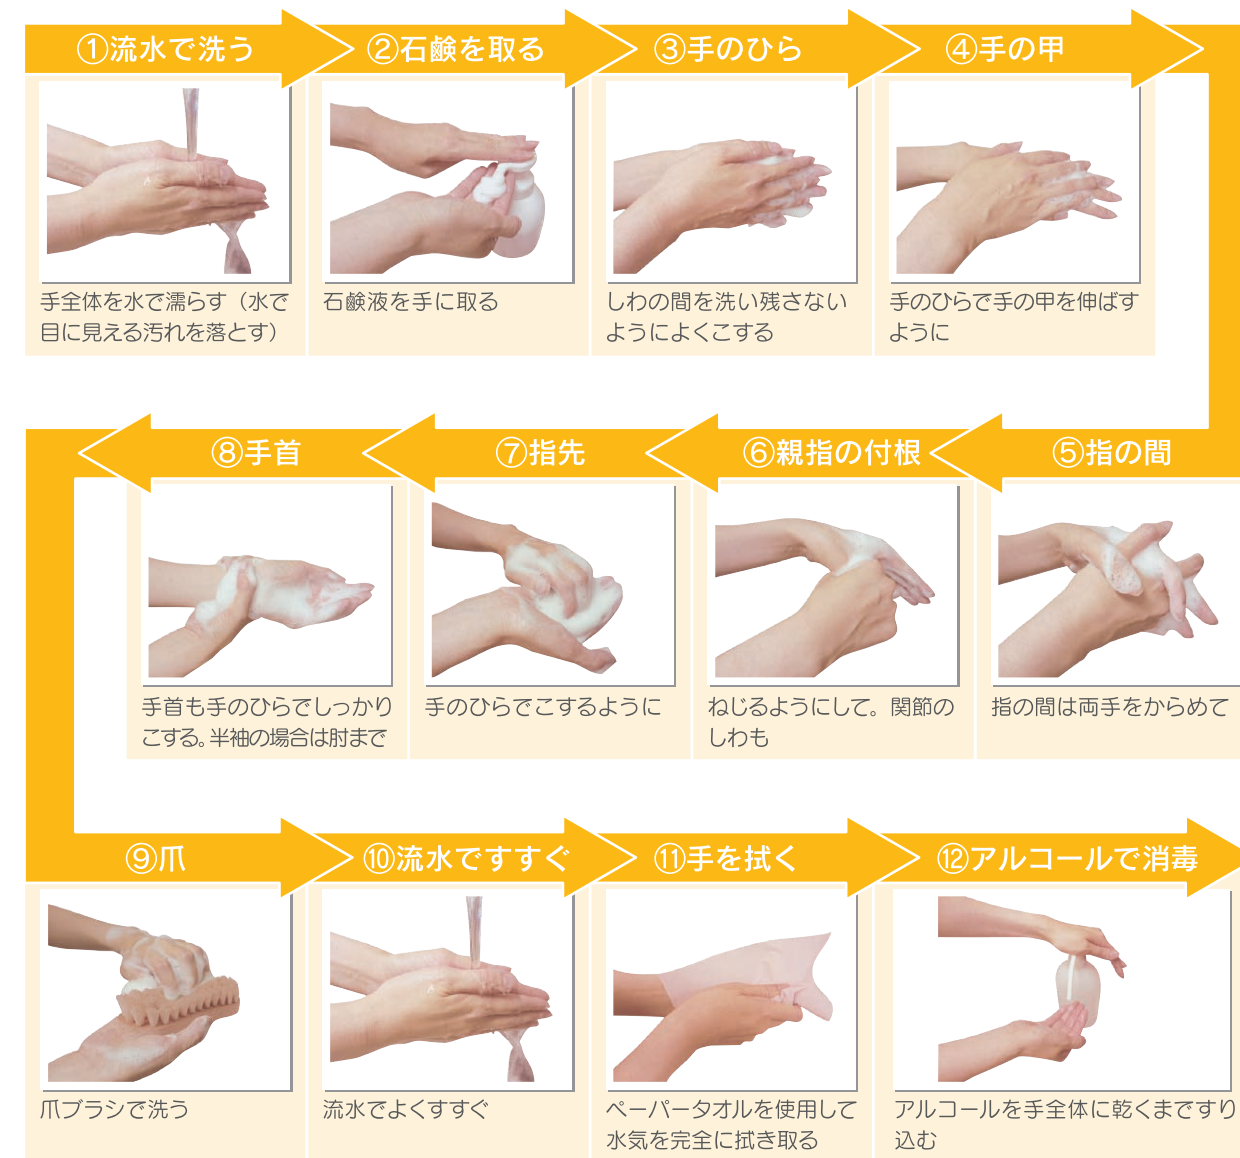 ①流水で洗う
②石鹸を取る
③手のひら
④手の甲
手全体を水で濡らす（水で
目に見える汚れを落とす）
石鹸液を手に取る
しわの間を洗い残さない
ようによくこする
手のひらで手の甲を伸ばす
ように
⑤指の間
⑥親指の付根
⑦指先
⑧手首
指の間は両手をからめて
ねじるようにして。関節の
しわも
手のひらでこするように
手首も手のひらでしっかり
こする。半袖の場合は肘まで
⑨爪
⑩流水ですすぐ
⑪手を拭く
⑫アルコールで消毒
爪ブラシで洗う
流水でよくすすぐ
ペーパータオルを使用して
水気を完全に拭き取る
アルコールを手全体に乾くまですり
込む